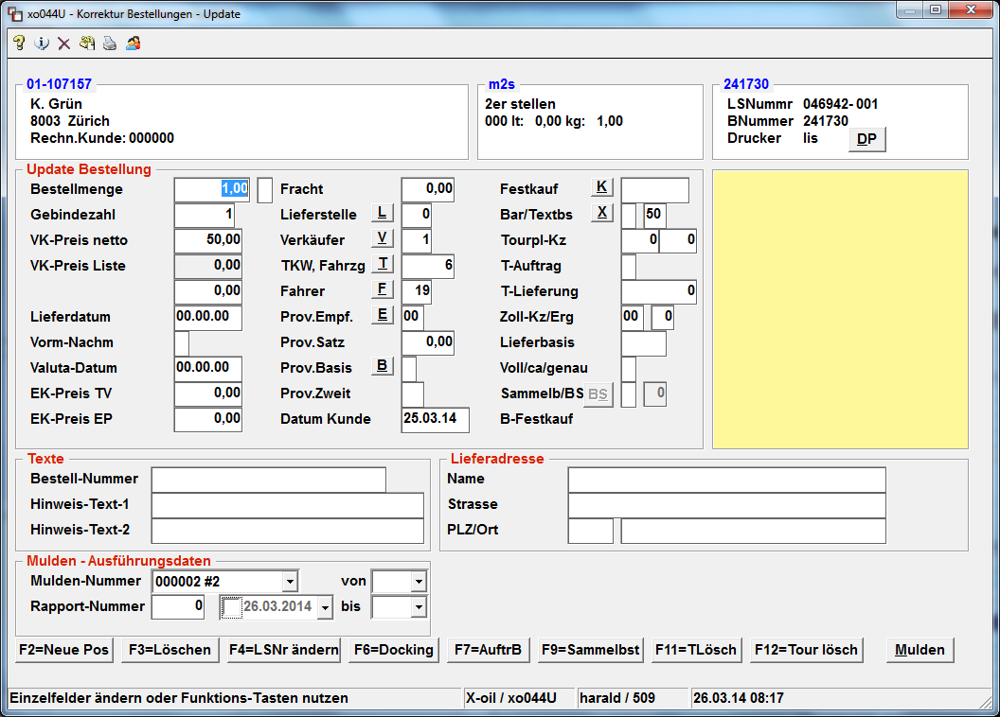 xo044U - Korrektur Bestellungen - Update
01-107157
K. Grün
8003 Zürich
Rechn.Kunde: 000000
m2s
2er stellen
000 lt: 0,00 kg: 1,00
241730
LSNummr 046942- 001
BNummer 241730
Drucker lis DP
Update Bestellung
Bestellmenge 1,00 Fracht 0,00 Festkauf K
Gebindezahl 1 Lieferstelle L 0 Bar/Textbs X 50
VK-Preis netto 50,00 Verkäufer V 1 Tourpl-Kz 0 0
VK-Preis Liste 0,00 TKW, Fahrzg T 6 T-Auftrag
0,00 Fahrer F 19 T-Lieferung 0
Lieferdatum 00.00.00 Prov.Empf. E 00 Zoll-Kz/Erg 00 0
Vorm-Nachm Prov.Satz 0,00 Lieferbasis
Valuta-Datum 00.00.00 Prov.Basis B Voll/ca/genau
EK-Preis TV 0,00 Prov.Zweit Sammelb/BS BS 0
EK-Preis EP 0,00 Datum Kunde 25.03.14 B-Festkauf
Texte
Bestell-Nummer
Hinweis-Text-1
Hinweis-Text-2
Lieferadresse
Name
Strasse
PLZ/Ort
Mulden - Ausführungsdaten
Mulden-Nummer 000002 #2 von
Rapport-Nummer 0 26.03.2014 bis
F2=Neue Pos F3=Löschen F4=LSNr ändern F6=Docking F7=AuftrB F9=Sammelbst F11=TLösch F12=Tour lösch Mulden
Einzelfelder ändern oder Funktions-Tasten nutzen X-oil / xo044U harald / 509 26.03.14 08:17